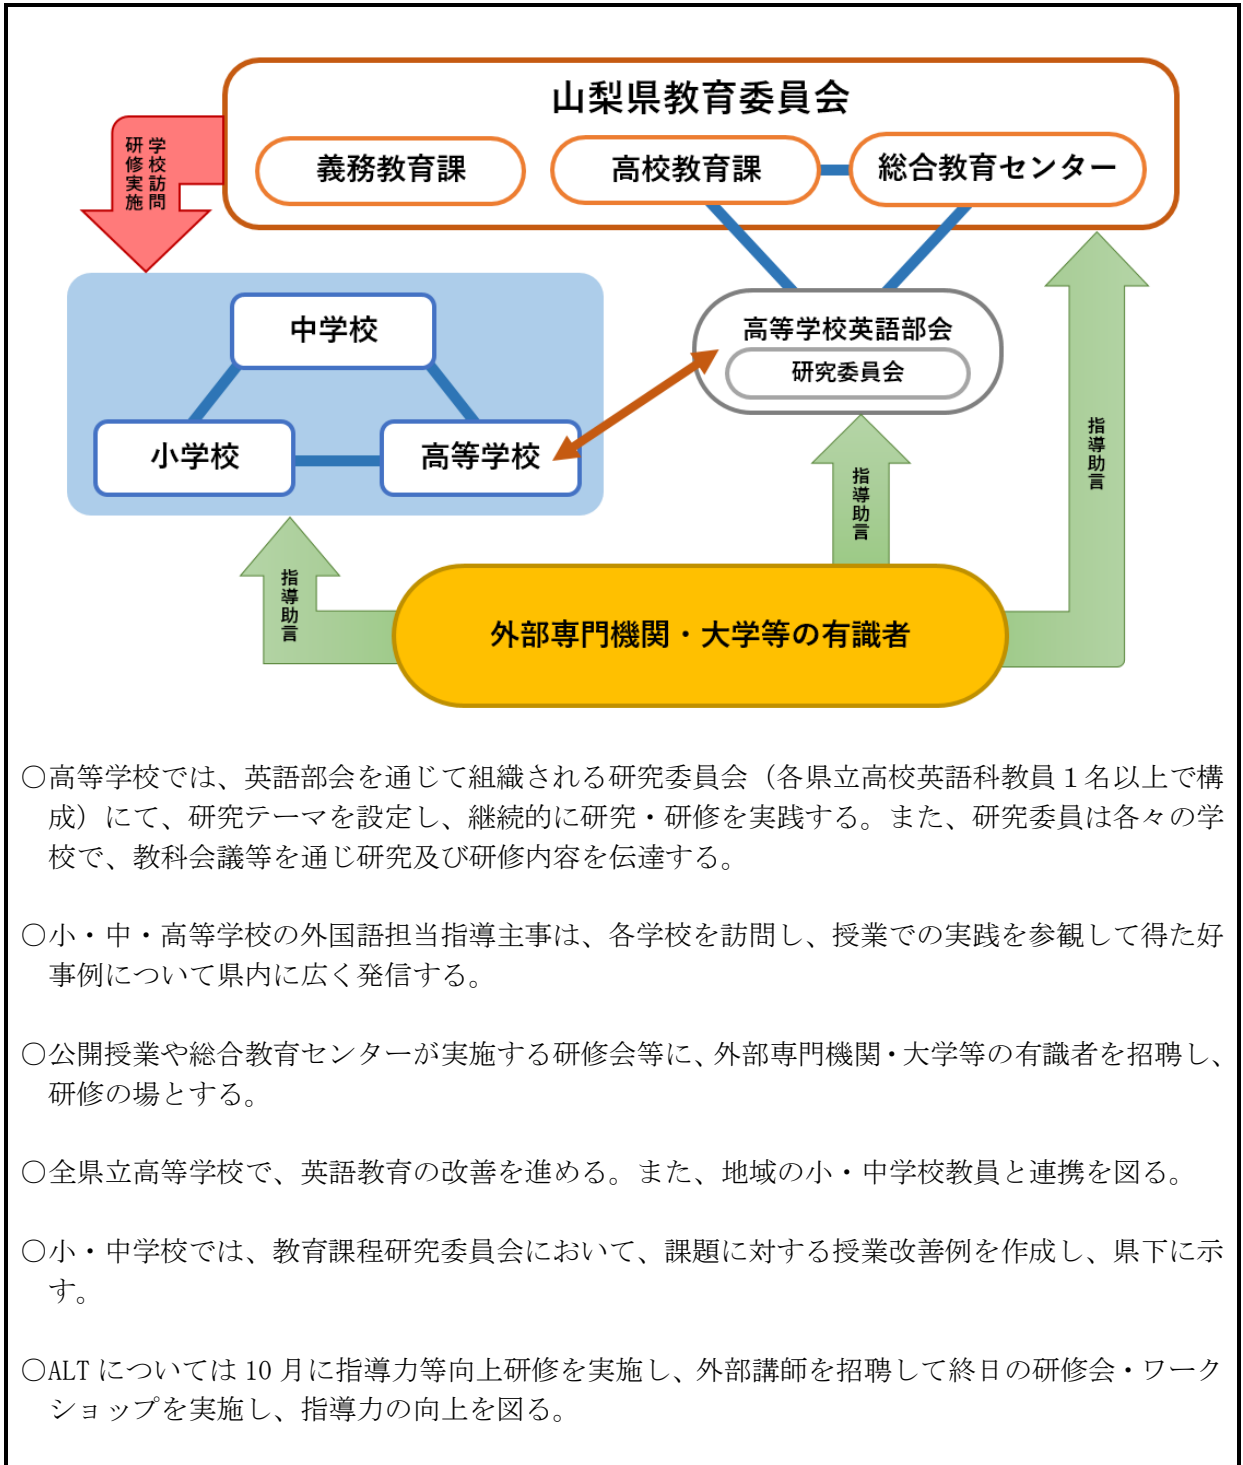 山梨県教育委員会
義務教育課
高校教育課
総合教育センター
学校訪問
研修実施
中学校
小学校
高等学校
高等学校英語部会
研究委員会
指導助言
指導助言
指導助言
外部専門機関・大学等の有識者
○高等学校では、英語部会を通じて組織される研究委員会（各県立高校英語科教員１名以上で構
成）にて、研究テーマを設定し、継続的に研究・研修を実践する。また、研究委員は各々の学
校で、教科会議等を通じ研究及び研修内容を伝達する。
○小・中・高等学校の外国語担当指導主事は、各学校を訪問し、授業での実践を参観して得た好
事例について県内に広く発信する。
○公開授業や総合教育センターが実施する研修会等に、外部専門機関・大学等の有識者を招聘し、
研修の場とする。
○全県立高等学校で、英語教育の改善を進める。また、地域の小・中学校教員と連携を図る。
○小・中学校では、教育課程研究委員会において、課題に対する授業改善例を作成し、県下に示
す。
○ALT については 10 月に指導力等向上研修を実施し、外部講師を招聘して終日の研修会・ワーク
ショップを実施し、指導力の向上を図る。